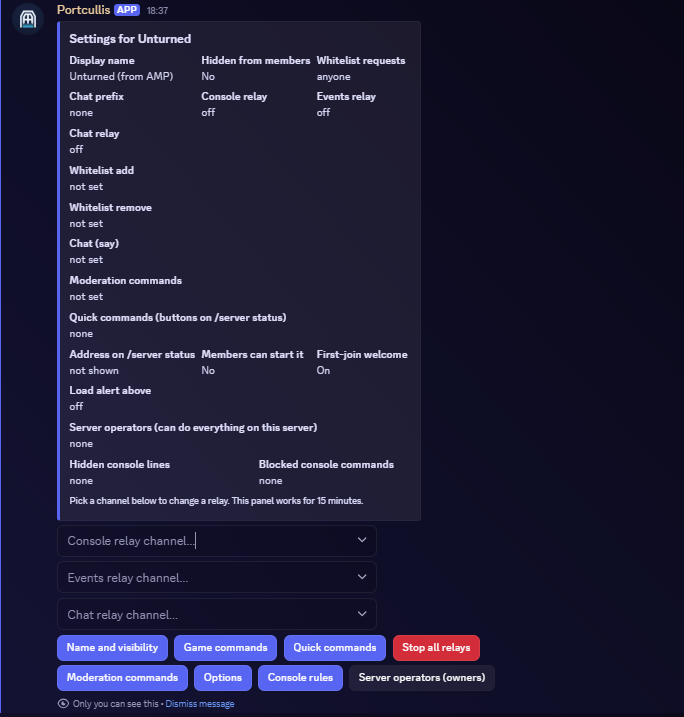 Portcullis APP 18:37
Settings for Unturned
Display name Hidden from members Whitelist requests
Unturned (from AMP) No anyone
Chat prefix Console relay Events relay
none off off
Chat relay
off
Whitelist add
not set
Whitelist remove
not set
Chat (say)
not set
Moderation commands
not set
Quick commands (buttons on /server status)
none
Address on /server status Members can start it First-join welcome
not shown No On
Load alert above
off
Server operators (can do everything on this server)
none
Hidden console lines Blocked console commands
none none
Pick a channel below to change a relay. This panel works for 15 minutes.
Console relay channel...
Events relay channel...
Chat relay channel...
Name and visibility Game commands Quick commands Stop all relays
Moderation commands Options Console rules Server operators (owners)
Only you can see this • Dismiss message